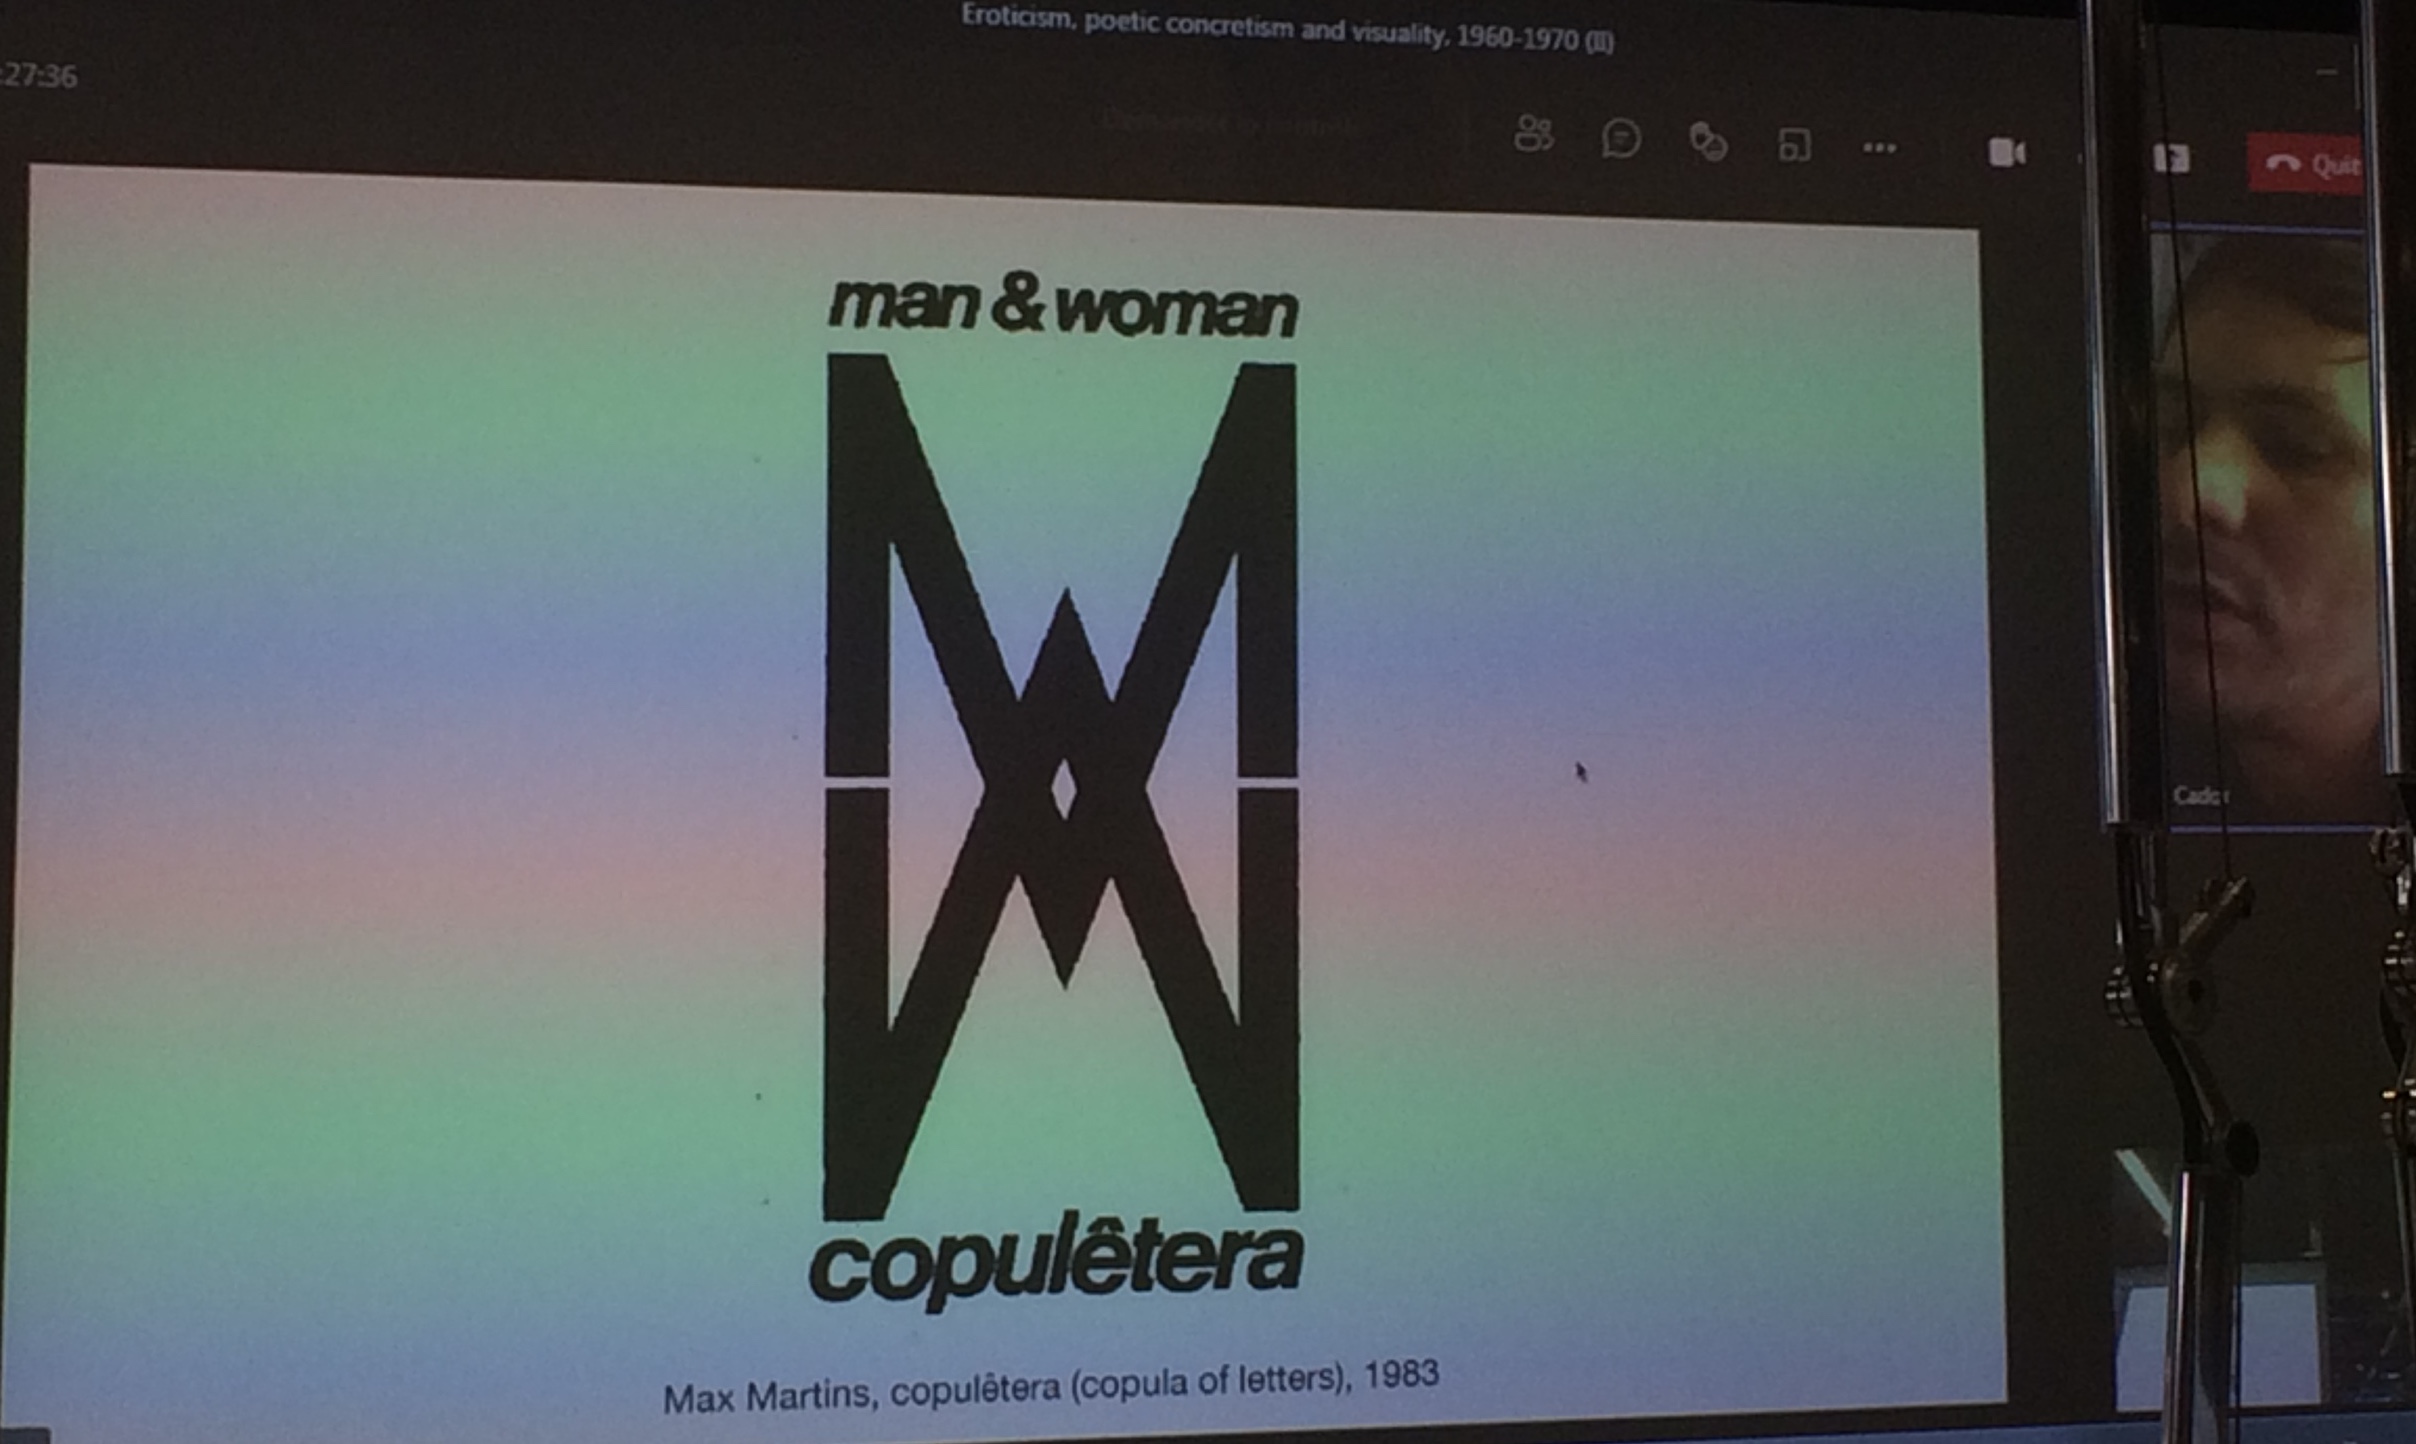 Eroticism, poetic concretism and visuality, 1960-1970 (II)
:27:36
Quit
man & woman
copulêtera
Max Martins, copulêtera (copula of letters), 1983